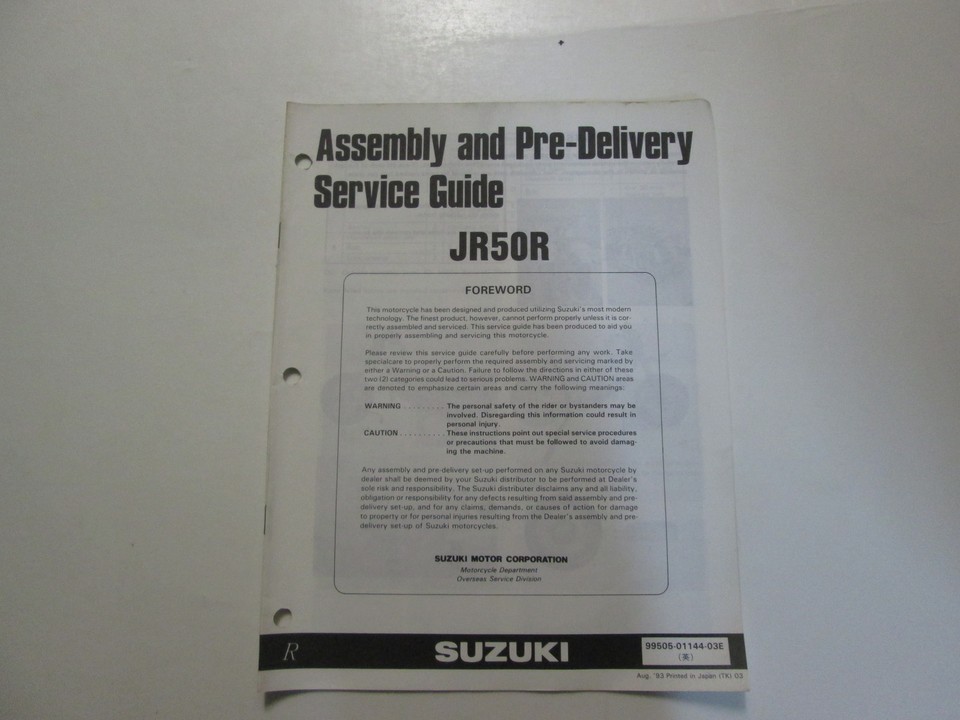 Assembly and Pre-Delivery
Service Guide
JR50R
FOREWORD
This motorcycle has been designed and produced utilizing Suzuki's most modern
technology. The finest product, however, cannot perform properly unless it is cor-
rectly assembled and serviced. This service guide has been produced to aid you
in properly assembling and servicing this motorcycle.
Please review this service guide carefully before performing any work. Take
specialcare to properly perform the required assembly and servicing marked by
either a Warning or a Caution. Failure to follow the directions in either of these
two (2) categories could lead to serious problems. WARNING and CAUTION areas
are denoted to emphasize certain areas and carry the following meanings:
WARNING ......... The personal safety of the rider or bystanders may be
involved. Disregarding this information could result in
personal injury.
CAUTION .......... These instructions point out special service procedures
or precautions that must be followed to avoid damag-
ing the machine.
Any assembly and pre-delivery set-up performed on any Suzuki motorcycle by
dealer shall be deemed by your Suzuki distributor to be performed at Dealer's
sole risk and responsibility. The Suzuki distributer disclaims any and all liability,
obligation or responsibility for any defects resulting from said assembly and pre-
delivery set-up, and for any claims, demands, or causes of action for damage
to property or for personal injuries resulting from the Dealer's assembly and pre-
delivery set-up of Suzuki motorcycles.
SUZUKI MOTOR CORPORATION
Motorcycle Department
Overseas Service Division
R SUZUKI 99505-01144-03E
(英)
Aug. '93 Printed in Japan (TK) 03